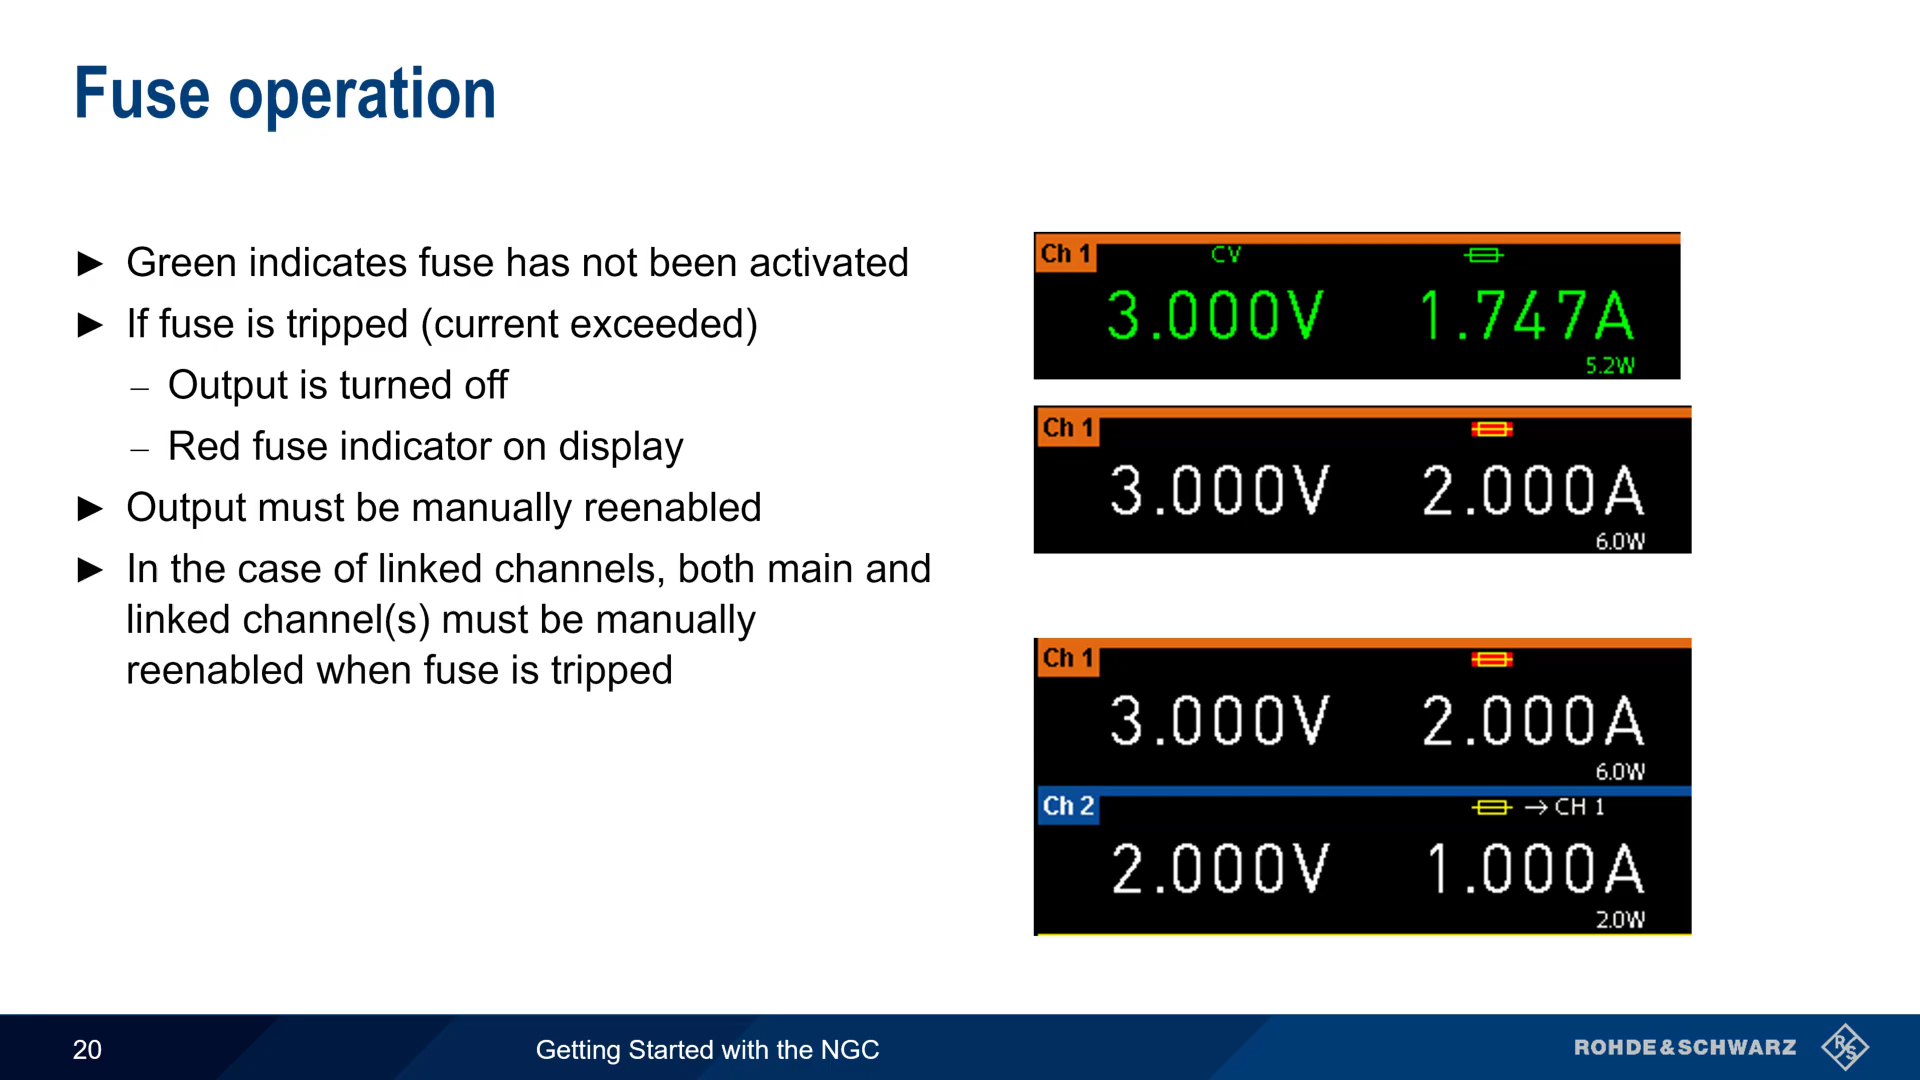 Fuse operation
► Green indicates fuse has not been activated
► If fuse is tripped (current exceeded)
– Output is turned off
– Red fuse indicator on display
► Output must be manually reenabled
► In the case of linked channels, both main and
linked channel(s) must be manually
reenabled when fuse is tripped
Ch 1 CV
3.000V 1.747A
5.2W
Ch 1
3.000V 2.000A
6.0W
Ch 1
3.000V 2.000A
6.0W
Ch 2 → CH 1
2.000V 1.000A
2.0W
20 Getting Started with the NGC ROHDE&SCHWARZ R&S